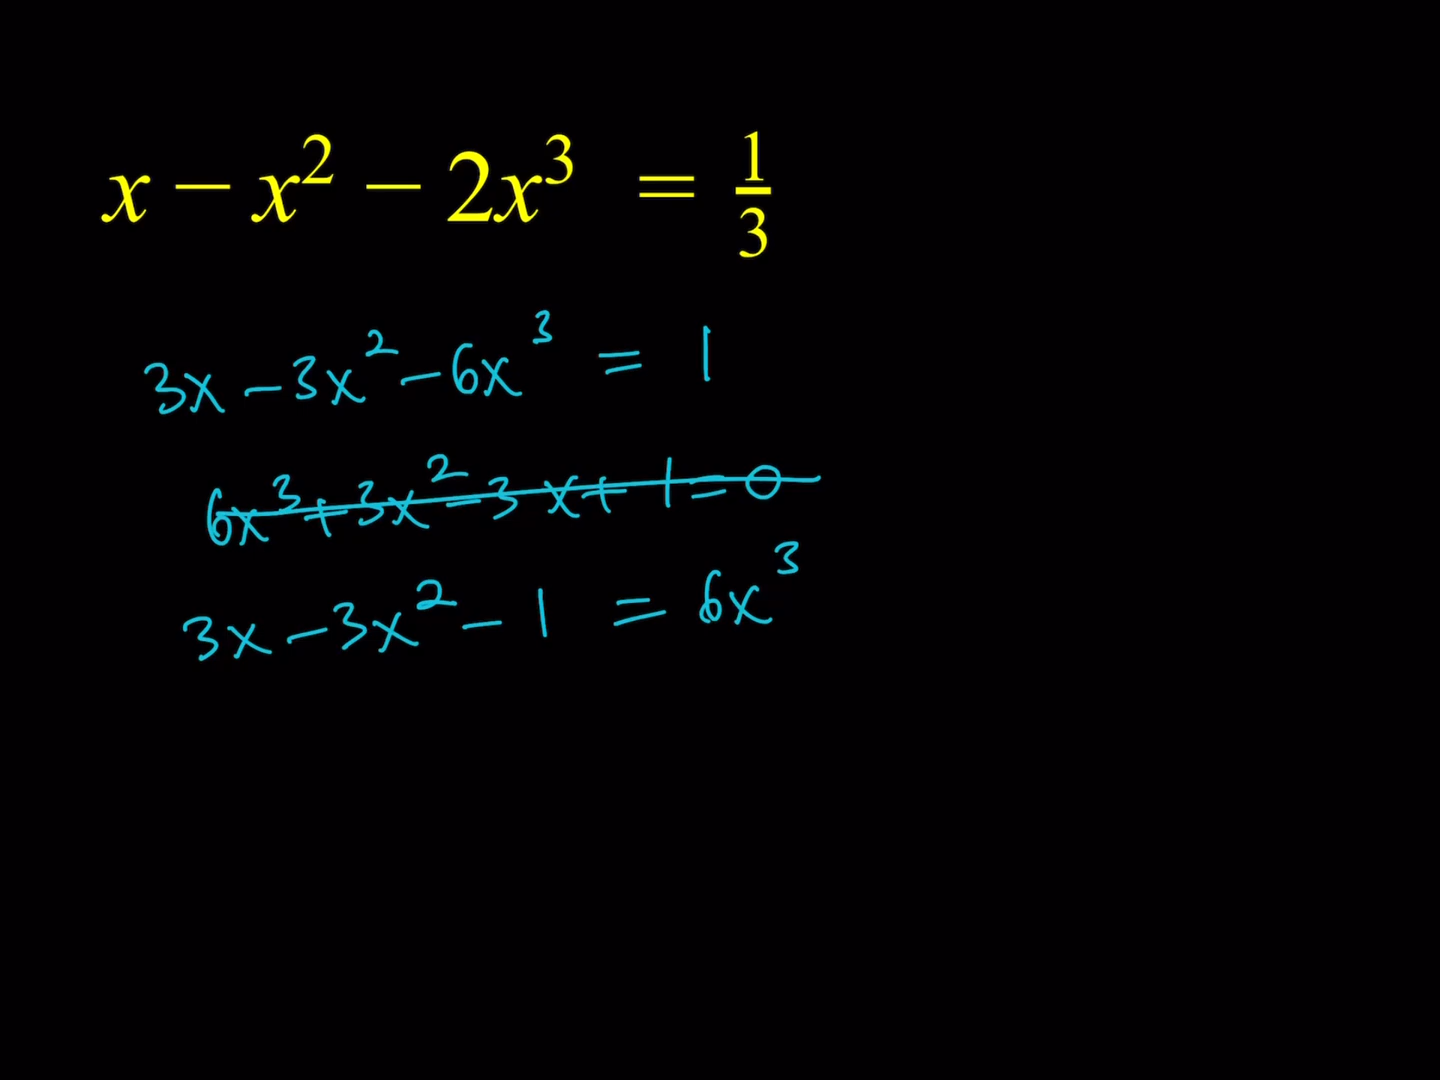 x − x² − 2x³ = 1/3
3x − 3x² − 6x³ = 1
6x³ + 3x² − 3x + 1 = 0
3x − 3x² − 1 = 6x³